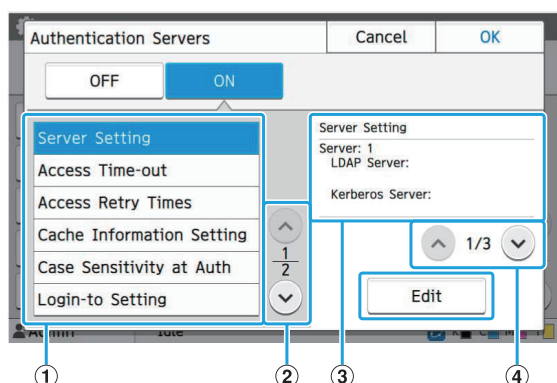 Authentication Servers
Cancel
OK
OFF
ON
Server Setting
Access Time-out
Access Retry Times
Cache Information Setting
Case Sensitivity at Auth
Login-to Setting
1
2
Server Setting
Server: 1
LDAP Server:
Kerberos Server:
1/3
Edit
Admin
Idle
K
C
M
Y
1
2
3
4